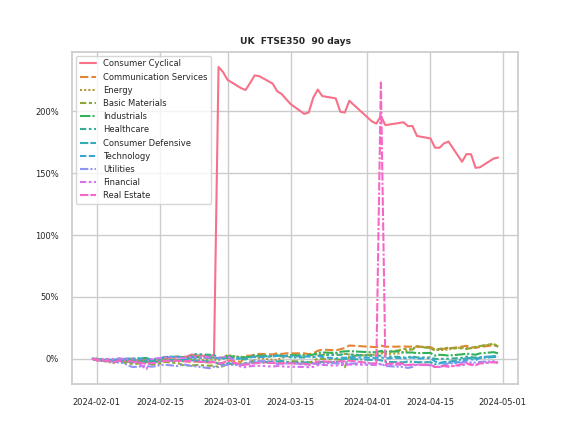 UK FTSE350 90 days
Consumer Cyclical
Communication Services
Energy
Basic Materials
Industrials
Healthcare
Consumer Defensive
Technology
Utilities
Financial
Real Estate
200%
150%
100%
50%
0%
2024-02-01 2024-02-15 2024-03-01 2024-03-15 2024-04-01 2024-04-15 2024-05-01